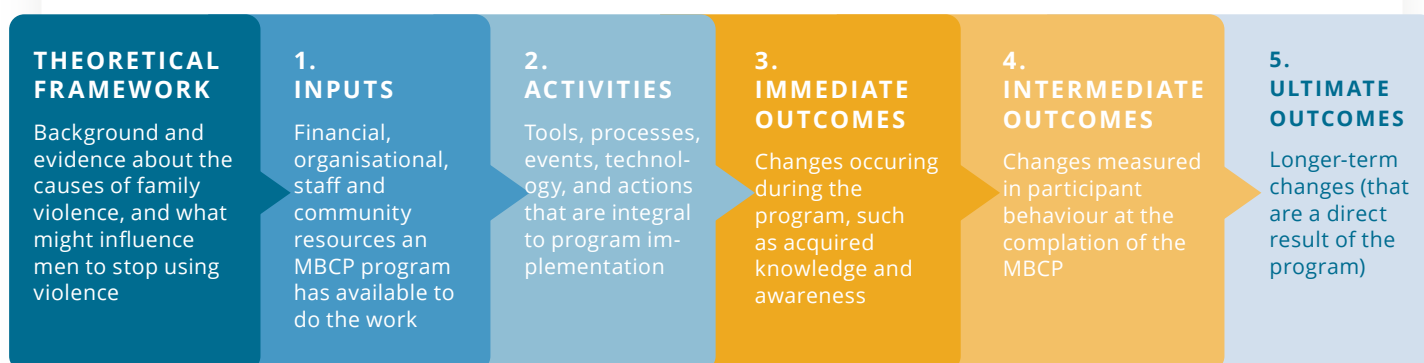 THEORETICAL
FRAMEWORK
Background and
evidence about the
causes of family
violence, and what
might influence
men to stop using
violence
1.
INPUTS
Financial,
organisational,
staff and
community
resources an
MBCP program
has available to
do the work
2.
ACTIVITIES
Tools, processes,
events, technol-
ogy, and actions
that are integral
to program im-
plementation
3.
IMMEDIATE
OUTCOMES
Changes occuring
during the
program, such
as acquired
knowledge and
awareness
4.
INTERMEDIATE
OUTCOMES
Changes measured
in participant
behaviour at the
complation of the
MBCP
5.
ULTIMATE
OUTCOMES
Longer-term
changes (that
are a direct
result of the
program)